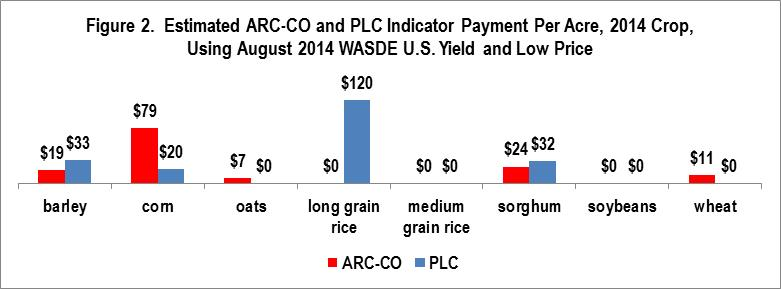 Figure 2.  Estimated ARC-CO and PLC Indicator Payment Per Acre, 2014 Crop,
Using August 2014 WASDE U.S. Yield and Low Price
$19 $33 $79 $20 $7 $0 $0 $120 $0 $0 $24 $32 $0 $0 $11 $0
barley corn oats long grain medium sorghum soybeans wheat
rice grain rice
ARC-CO PLC